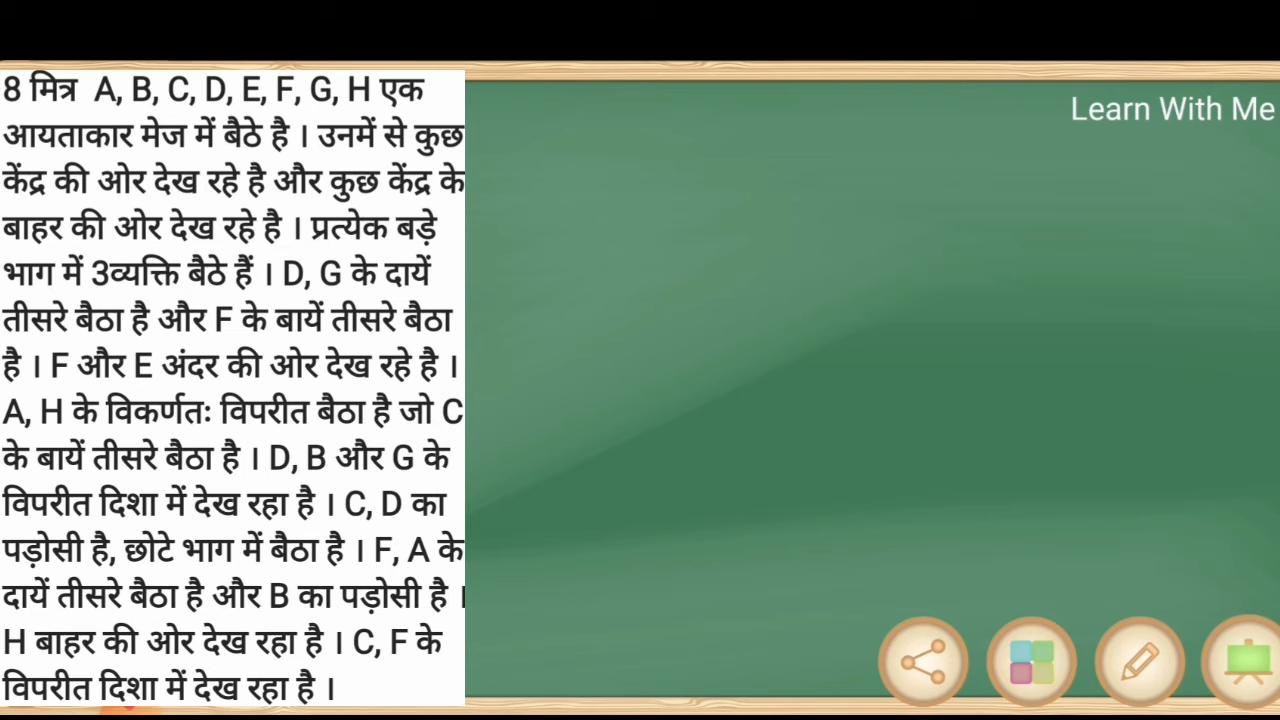 8 मित्र A, B, C, D, E, F, G, H एक
आयताकार मेज में बैठे है । उनमें से कुछ
केंद्र की ओर देख रहे है और कुछ केंद्र के
बाहर की ओर देख रहे है । प्रत्येक बड़े
भाग में 3व्यक्ति बैठे हैं । D, G के दायें
तीसरे बैठा है और F के बायें तीसरे बैठा
है । F और E अंदर की ओर देख रहे है ।
A, H के विकर्णतः विपरीत बैठा है जो C
के बायें तीसरे बैठा है । D, B और G के
विपरीत दिशा में देख रहा है । C, D का
पड़ोसी है, छोटे भाग में बैठा है । F, A के
दायें तीसरे बैठा है और B का पड़ोसी है ।
H बाहर की ओर देख रहा है । C, F के
विपरीत दिशा में देख रहा है ।
Learn With Me